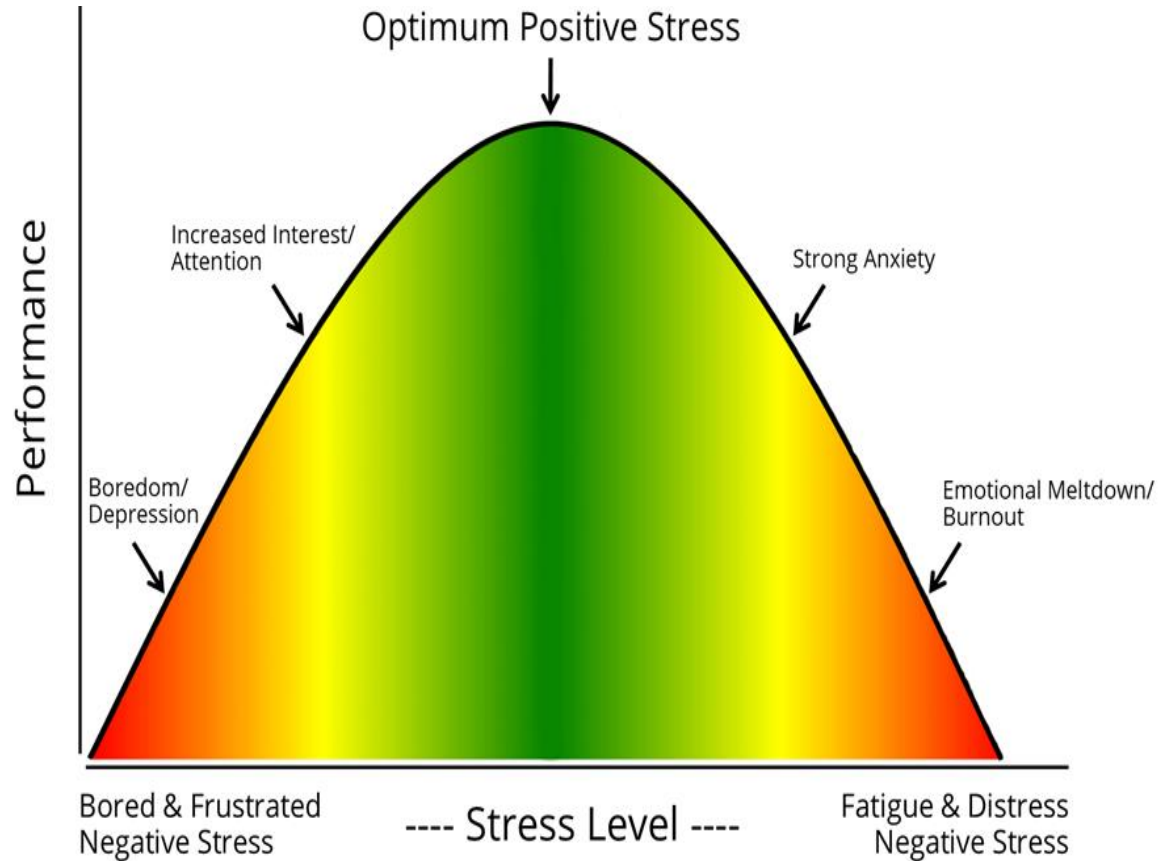 Optimum Positive Stress
Increased Interest/
Attention
Strong Anxiety
Performance
Boredom/
Depression
Emotional Meltdown/
Burnout
Bored & Frustrated
Negative Stress
---- Stress Level ----
Fatigue & Distress
Negative Stress